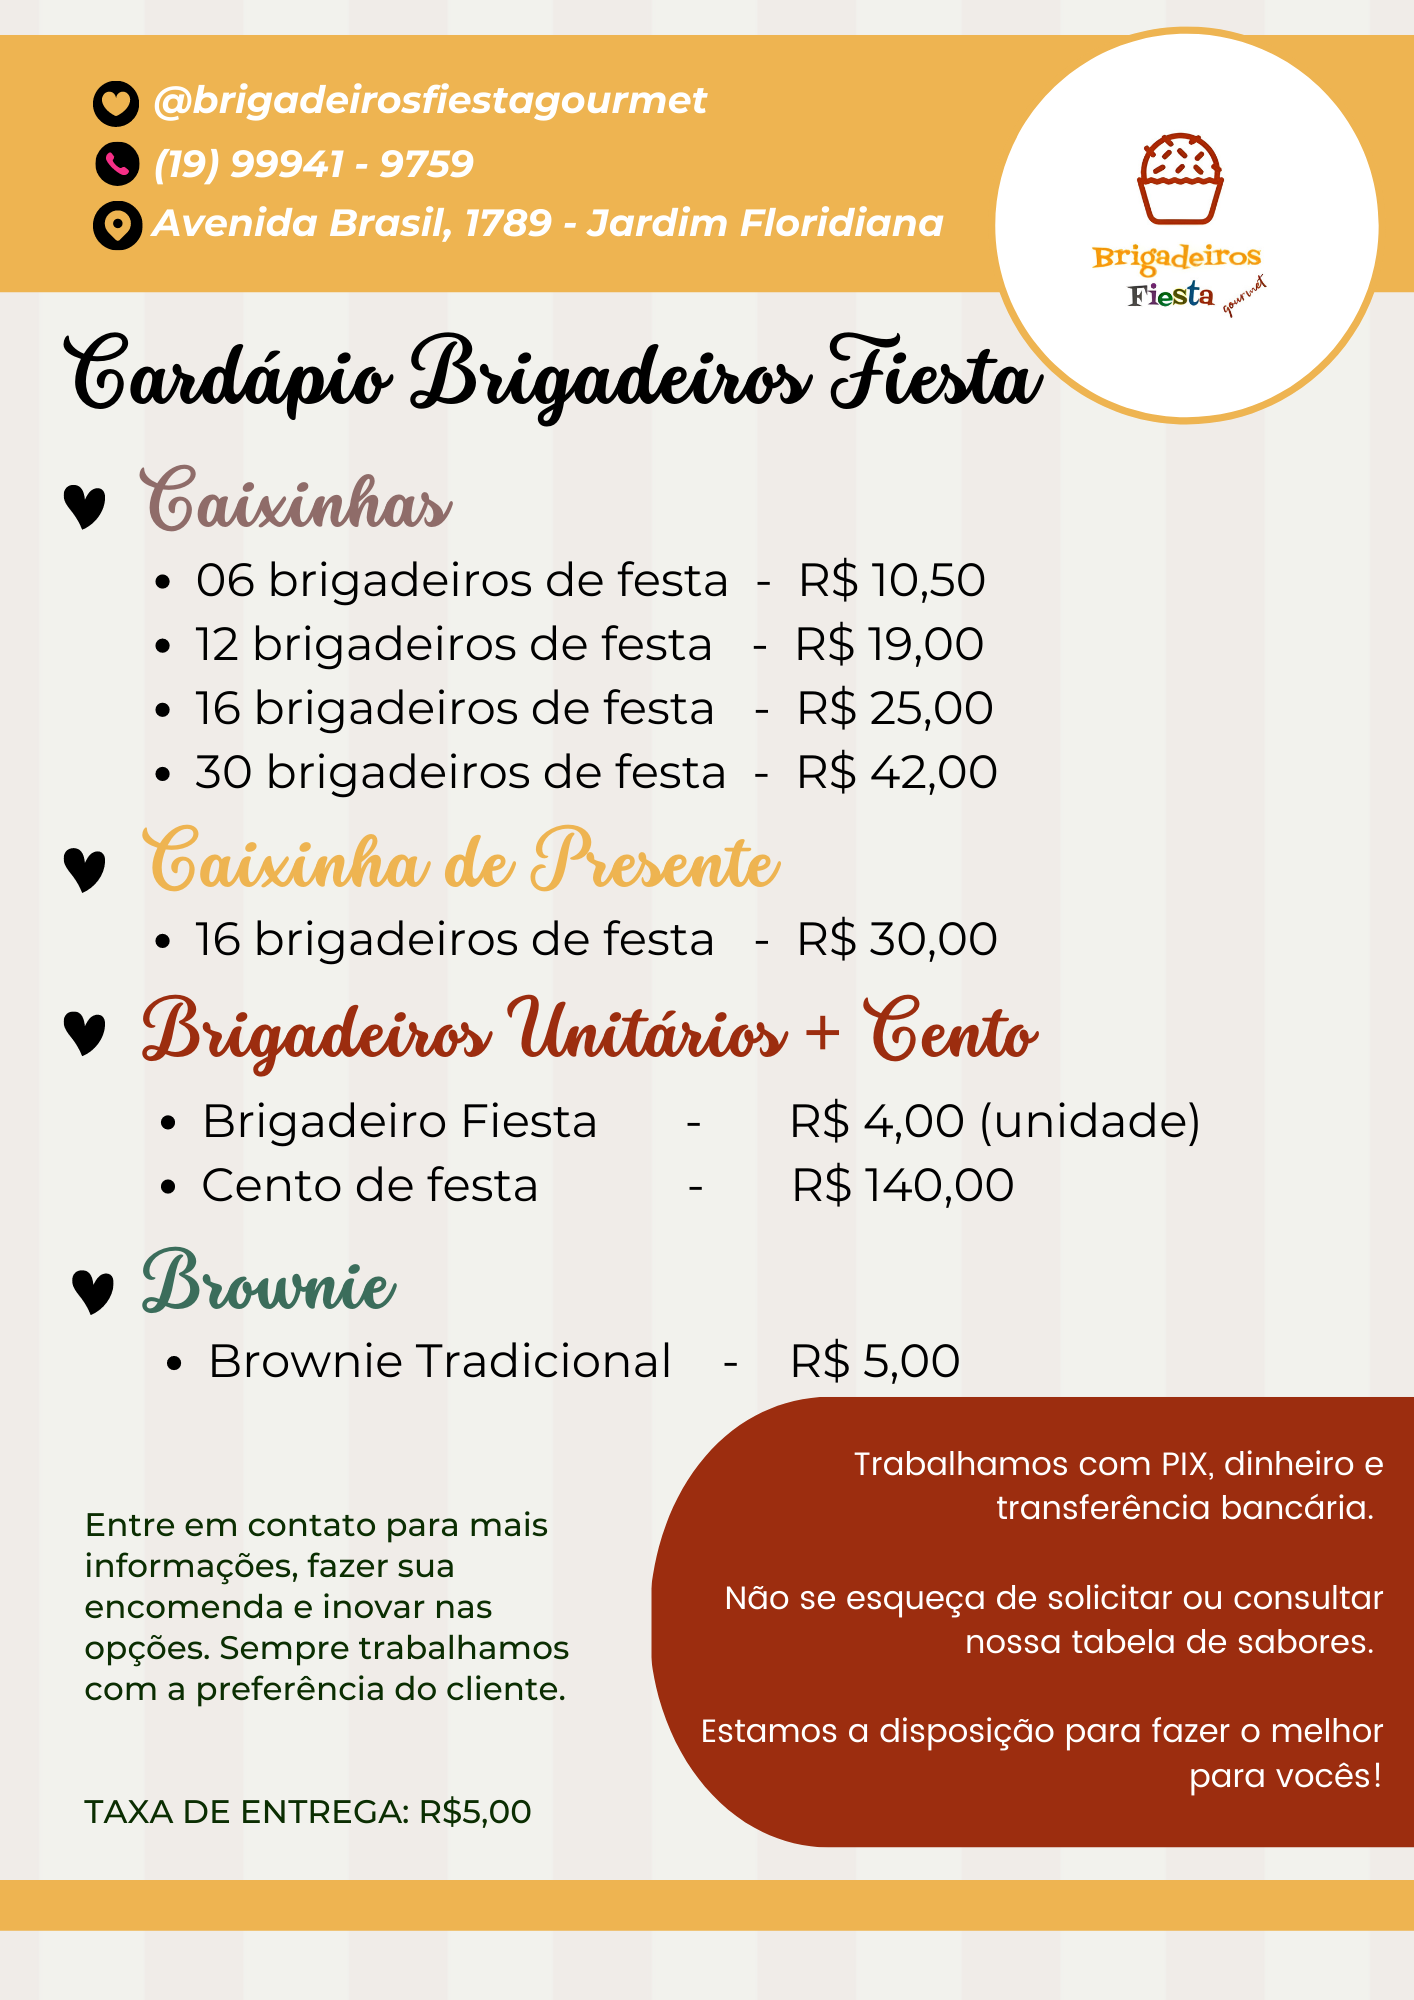 @brigadeirosfiestagourmet
(19) 99941 - 9759
Avenida Brasil, 1789 - Jardim Floridiana
Brigadeiros
Fiesta gourmet
Cardápio Brigadeiros Fiesta
Caixinhas
• 06 brigadeiros de festa - R$ 10,50
• 12 brigadeiros de festa - R$ 19,00
• 16 brigadeiros de festa - R$ 25,00
• 30 brigadeiros de festa - R$ 42,00
Caixinha de Presente
• 16 brigadeiros de festa - R$ 30,00
Brigadeiros Unitários + Cento
• Brigadeiro Fiesta - R$ 4,00 (unidade)
• Cento de festa - R$ 140,00
Brownie
• Brownie Tradicional - R$ 5,00
Entre em contato para mais
informações, fazer sua
encomenda e inovar nas
opções. Sempre trabalhamos
com a preferência do cliente.
TAXA DE ENTREGA: R$5,00
Trabalhamos com PIX, dinheiro e
transferência bancária.
Não se esqueça de solicitar ou consultar
nossa tabela de sabores.
Estamos a disposição para fazer o melhor
para vocês!